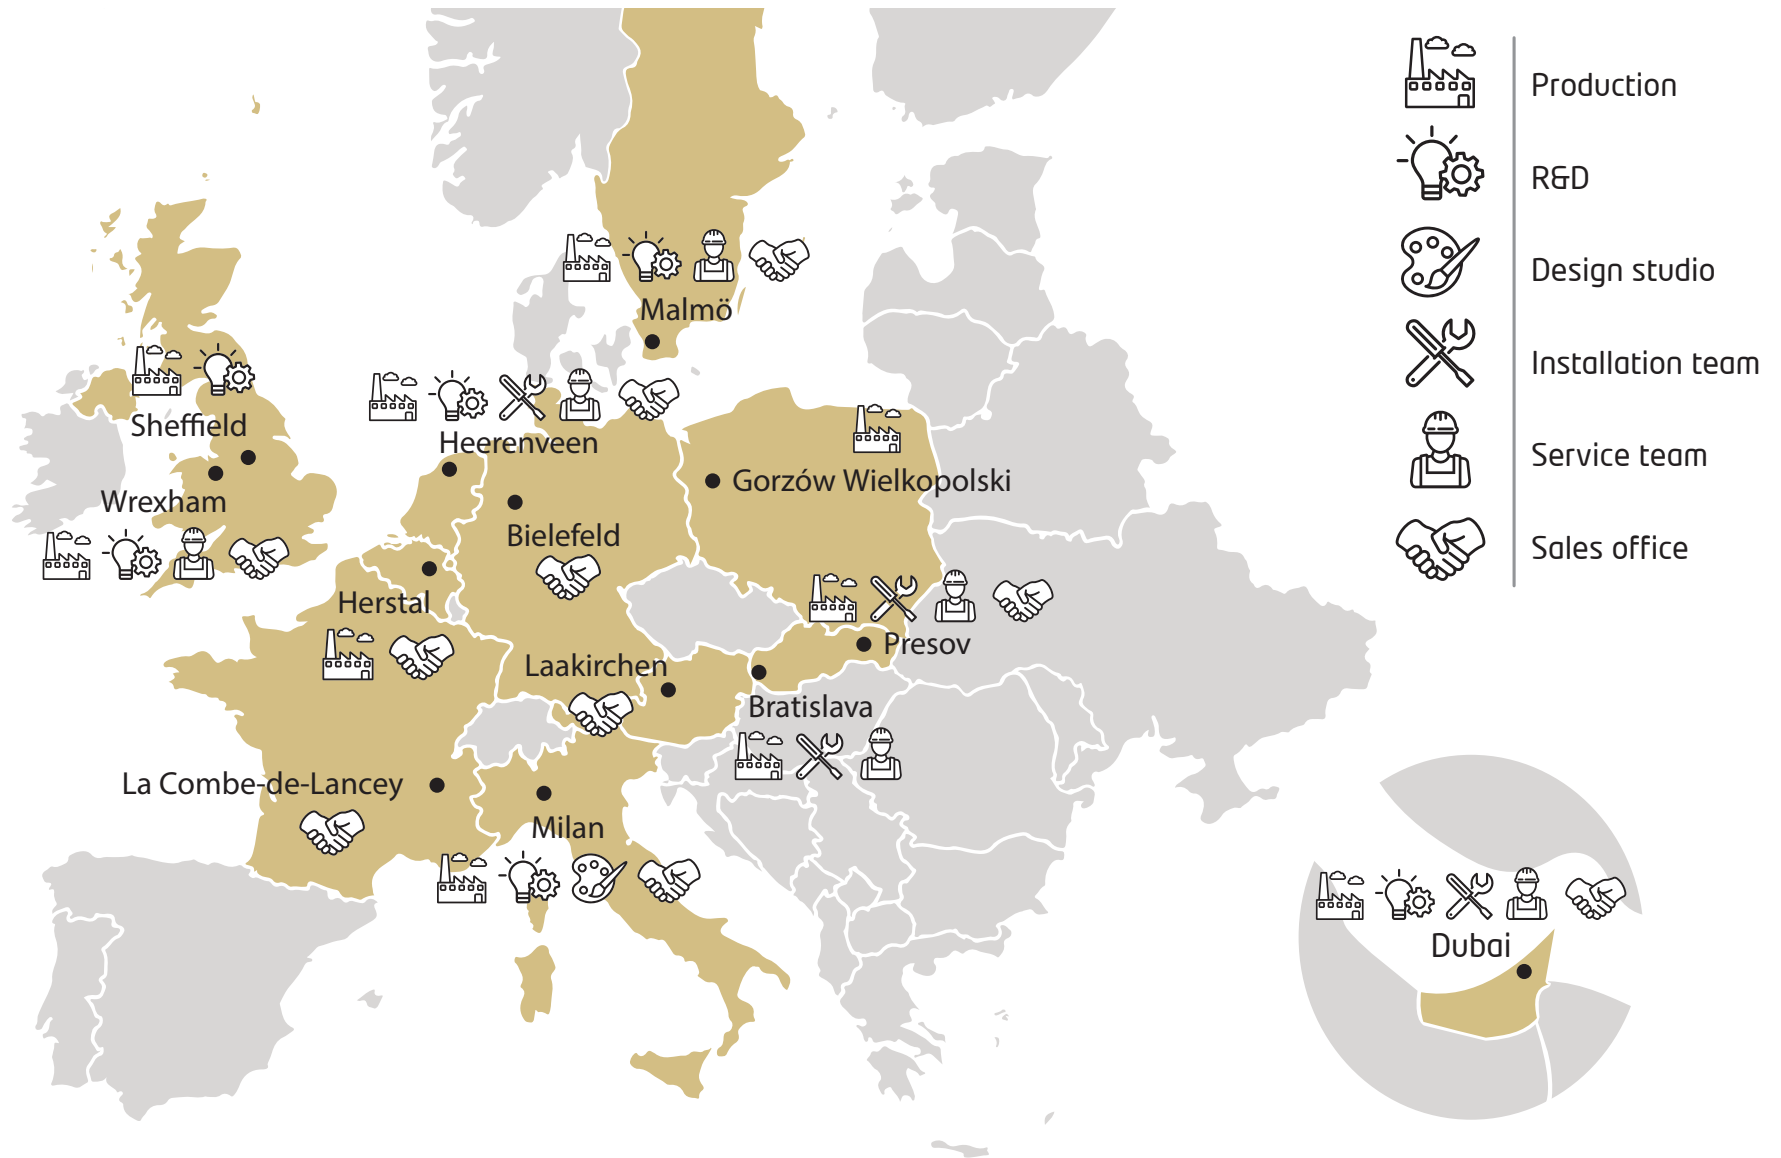 Production
R&D
Design studio
Installation team
Service team
Sales office
Malmö
Sheffield
Heerenveen
Gorzów Wielkopolski
Wrexham
Bielefeld
Herstal
Presov
Laakirchen
Bratislava
La Combe-de-Lancey
Milan
Dubai